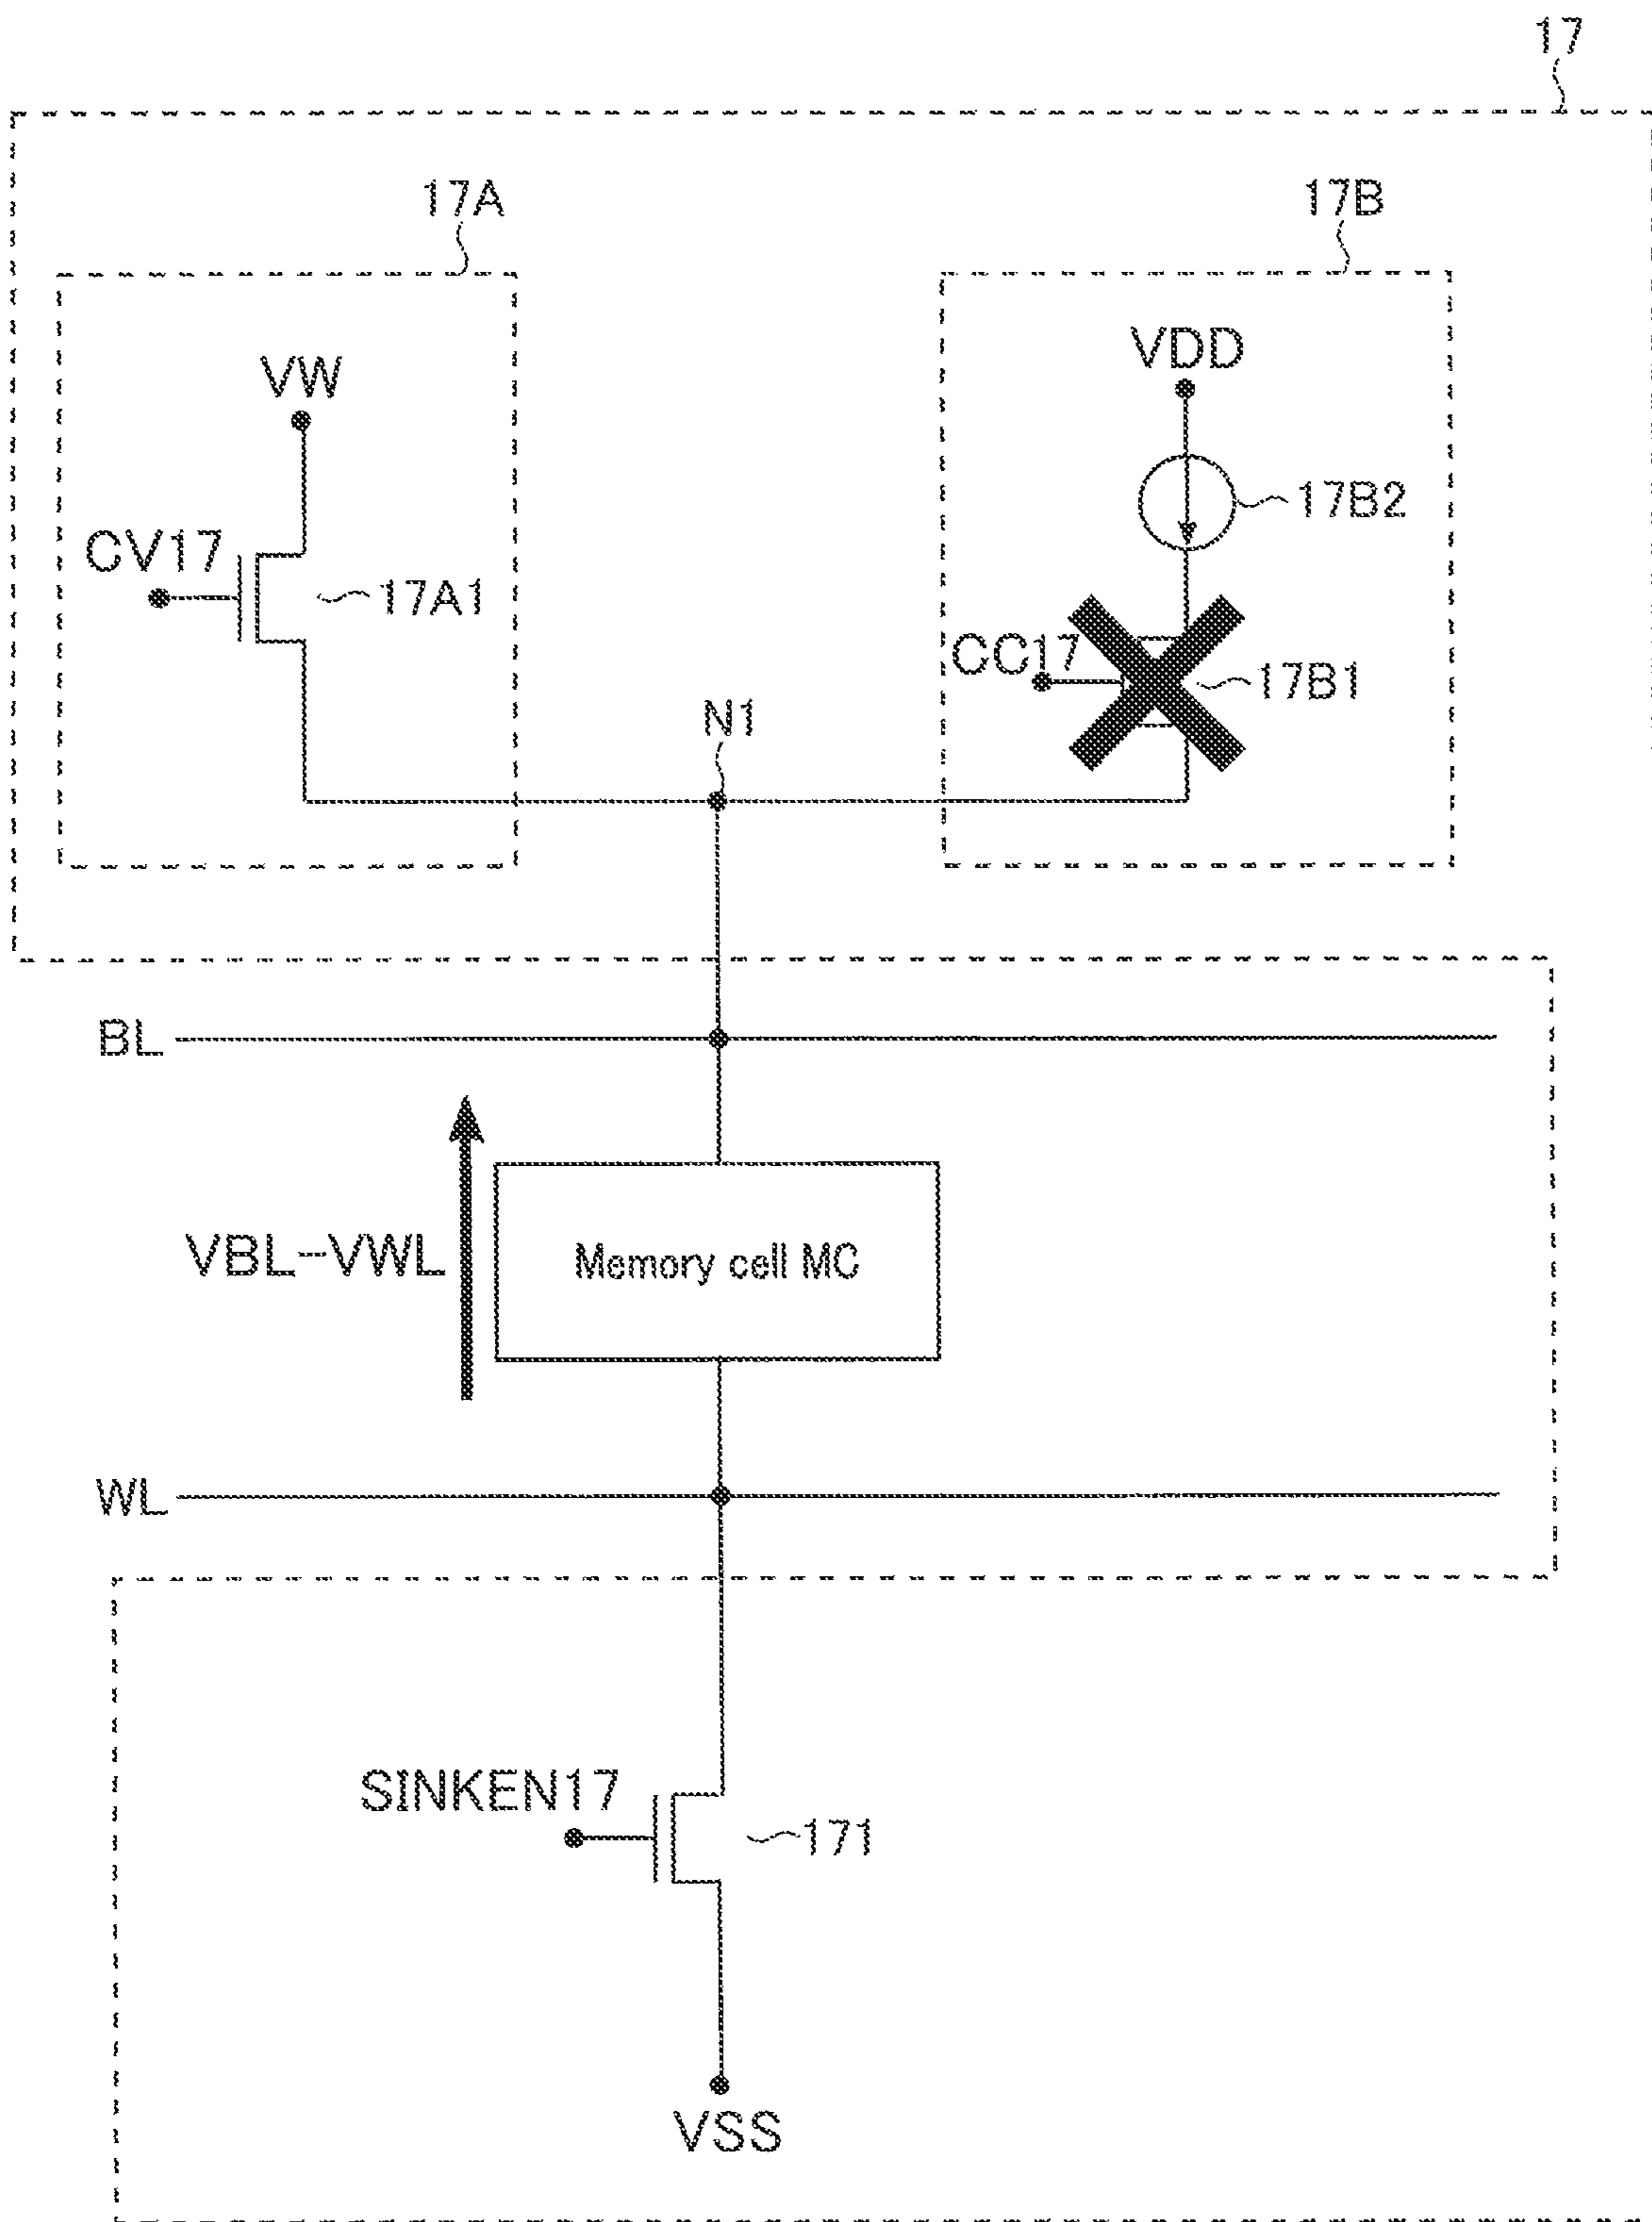 17
17A
17B
VW
VDD
17B2
CV17
17A1
CC17
17B1
N1
BL
VBL-VWL
Memory cell MC
WL
SINKEN17
171
VSS